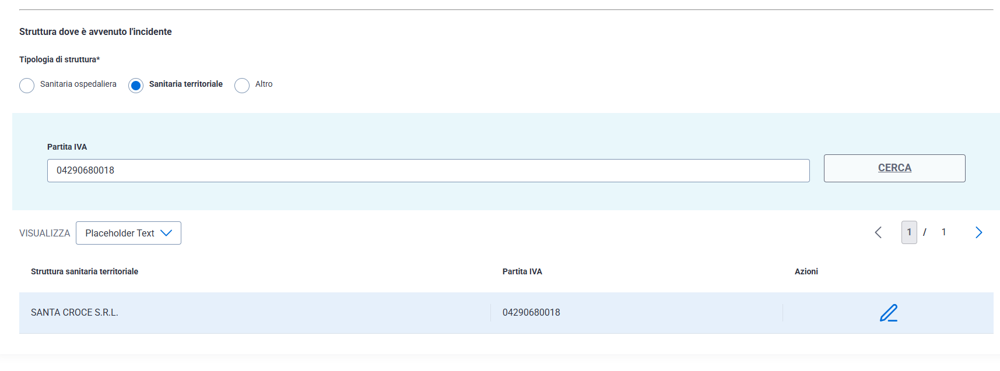 Struttura dove è avvenuto l'incidente
Tipologia di struttura*
Sanitaria ospedaliera Sanitaria territoriale Altro
Partita IVA
04290680018 CERCA
VISUALIZZA Placeholder Text 1 / 1
Struttura sanitaria territoriale Partita IVA Azioni
SANTA CROCE S.R.L. 04290680018